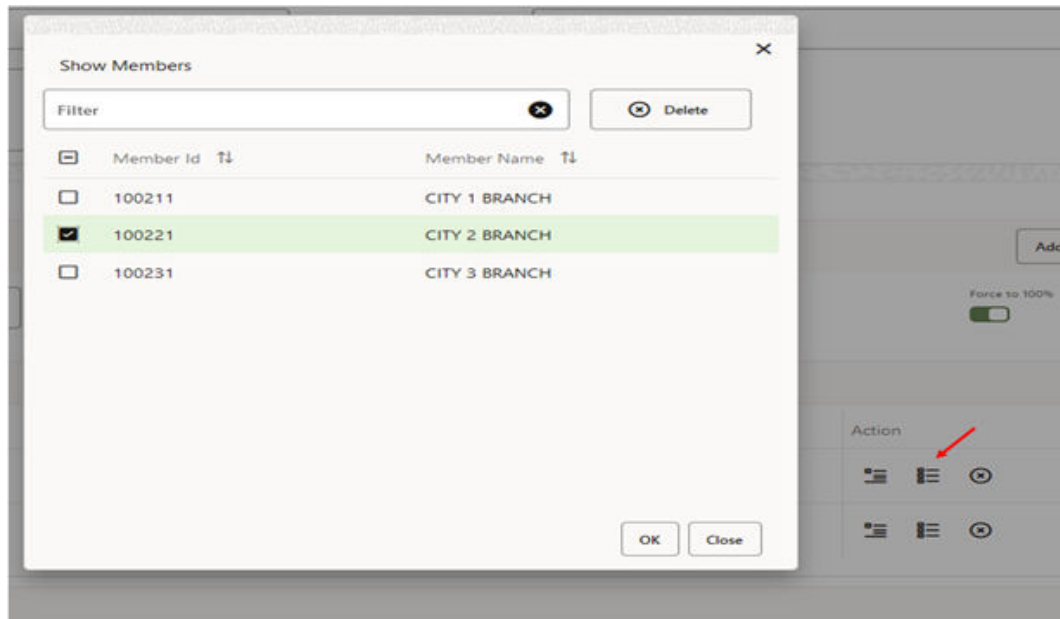 Show Members
Filter
Delete
Member Id Member Name
100211 CITY 1 BRANCH
100221 CITY 2 BRANCH
100231 CITY 3 BRANCH
OK Close
Add
Force to 100%
Action